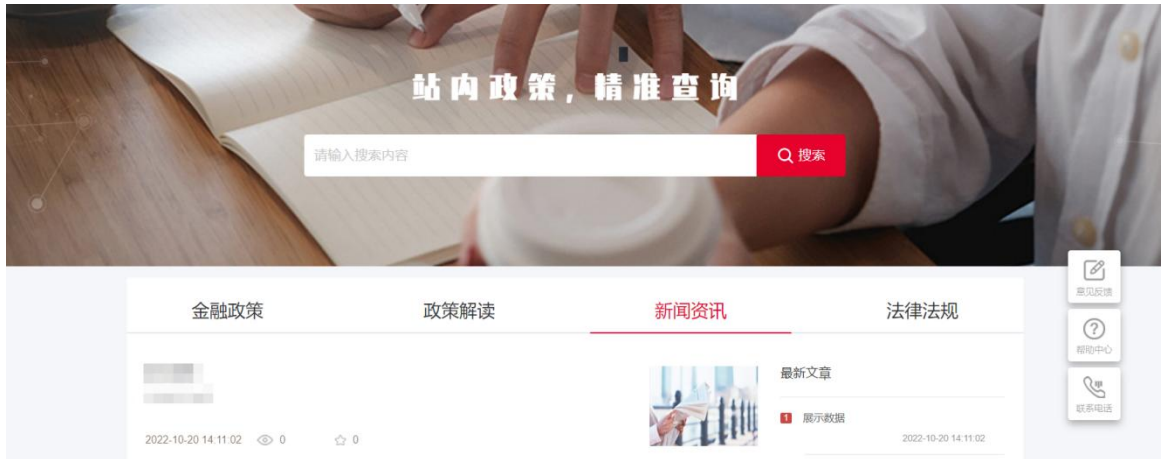 站内政策，精准查询
请输入搜索内容
搜索
金融政策
政策解读
新闻资讯
法律法规
意见反馈
帮助中心
联系电话
2022-10-20 14:11:02
0
0
最新文章
1 展示数据
2022-10-20 14:11:02